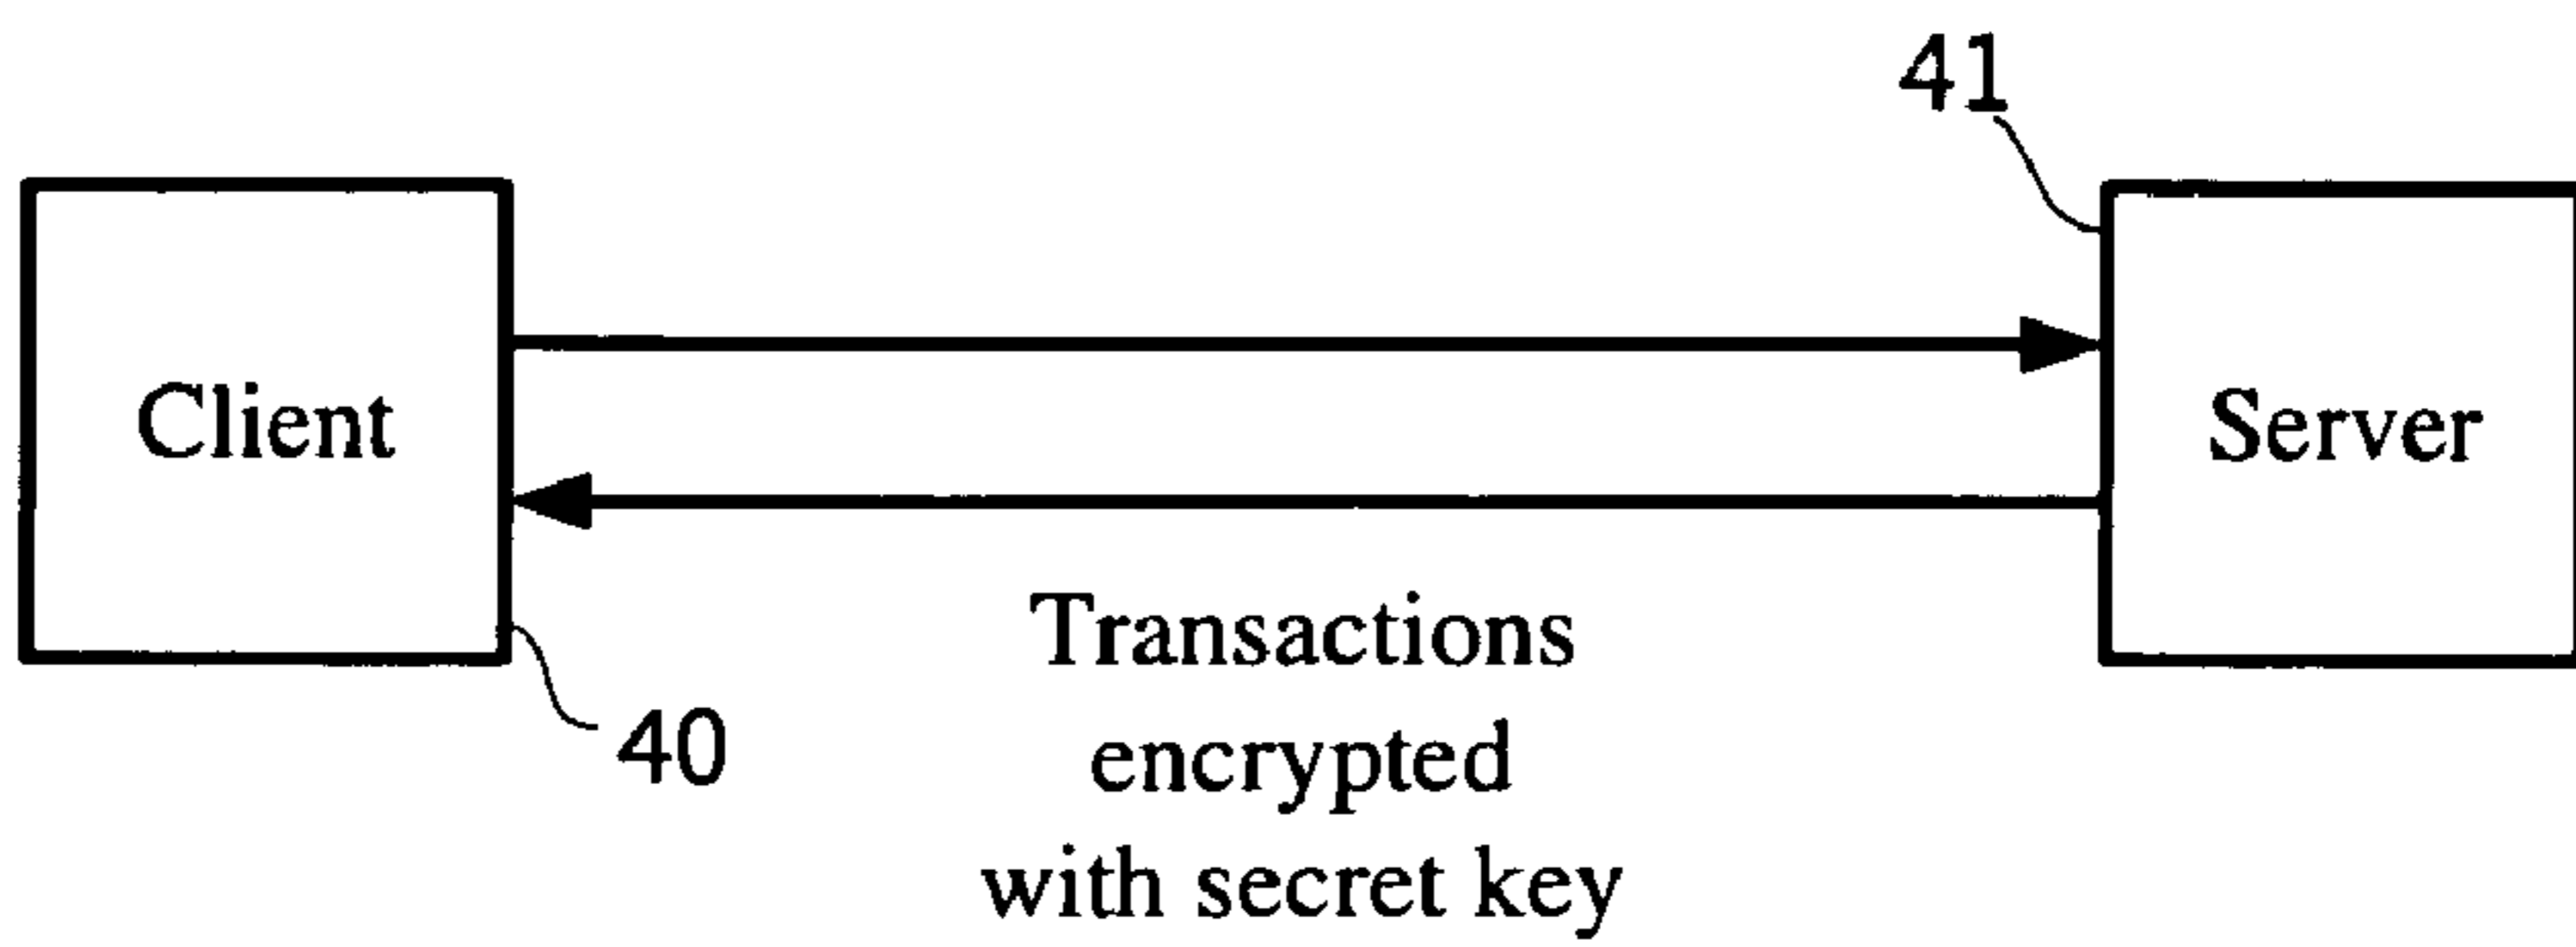 41
Client
Server
40
Transactions
encrypted
with secret key